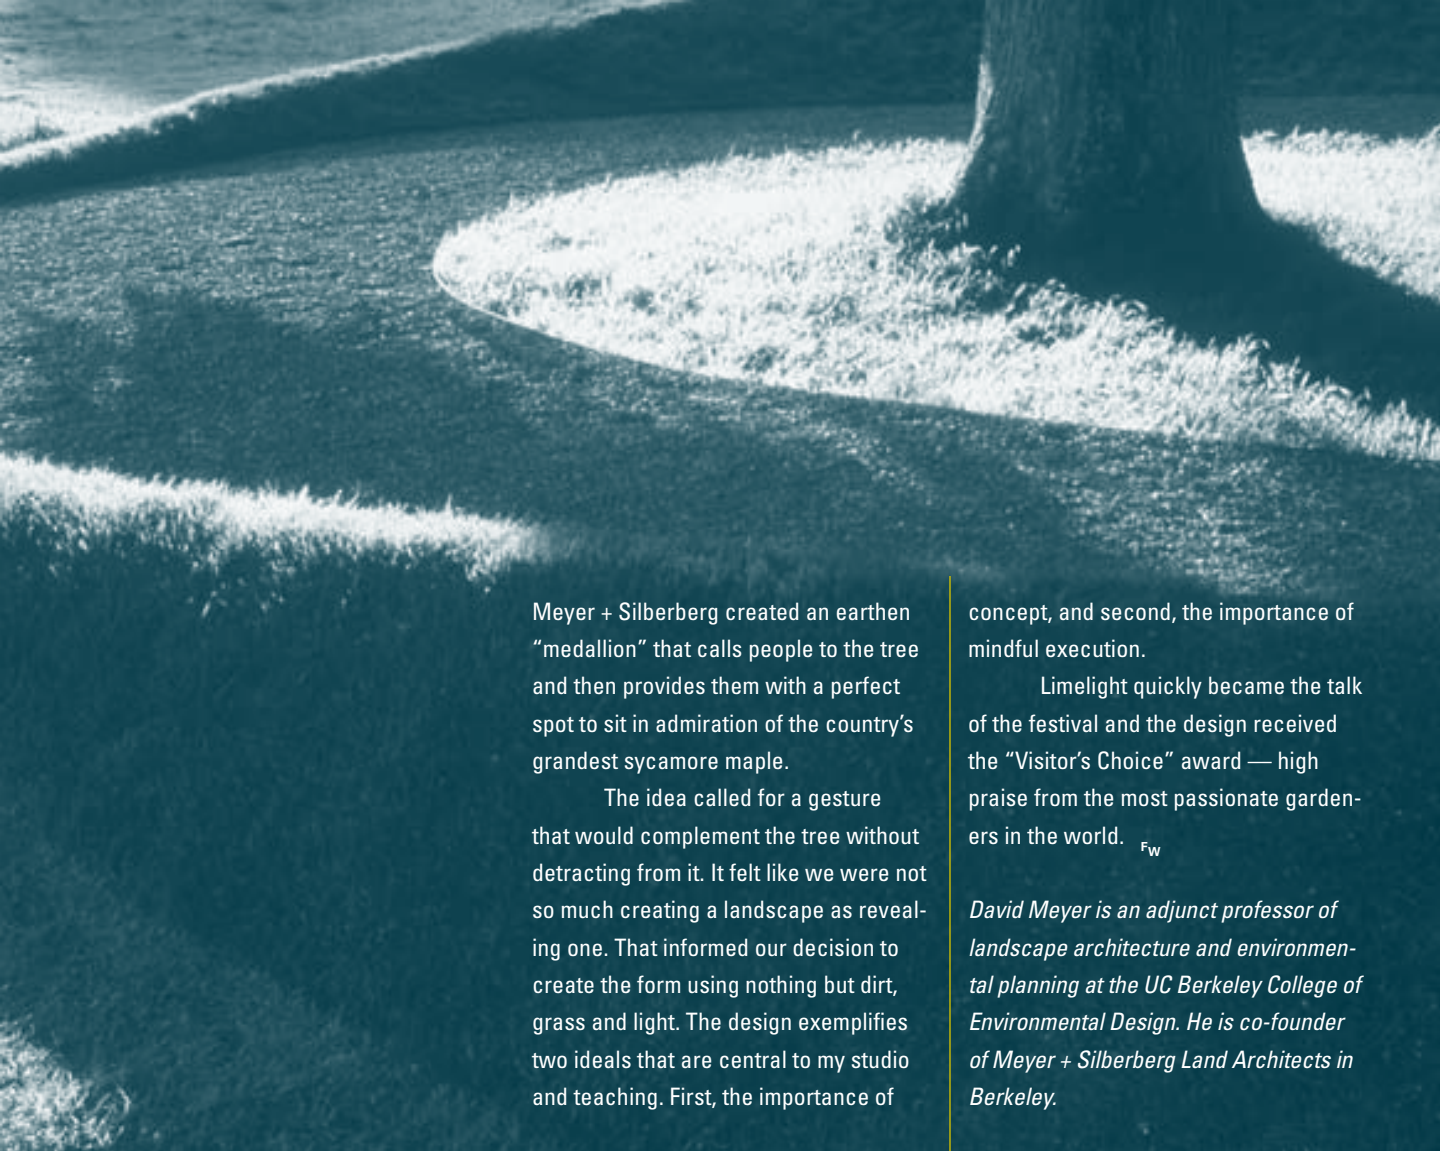 Meyer + Silberberg created an earthen
“medallion” that calls people to the tree
and then provides them with a perfect
spot to sit in admiration of the country’s
grandest sycamore maple.
The idea called for a gesture
that would complement the tree without
detracting from it. It felt like we were not
so much creating a landscape as reveal-
ing one. That informed our decision to
create the form using nothing but dirt,
grass and light. The design exemplifies
two ideals that are central to my studio
and teaching. First, the importance of
concept, and second, the importance of
mindful execution.
Limelight quickly became the talk
of the festival and the design received
the “Visitor’s Choice” award — high
praise from the most passionate garden-
ers in the world. FW
David Meyer is an adjunct professor of
landscape architecture and environmen-
tal planning at the UC Berkeley College of
Environmental Design. He is co-founder
of Meyer + Silberberg Land Architects in
Berkeley.